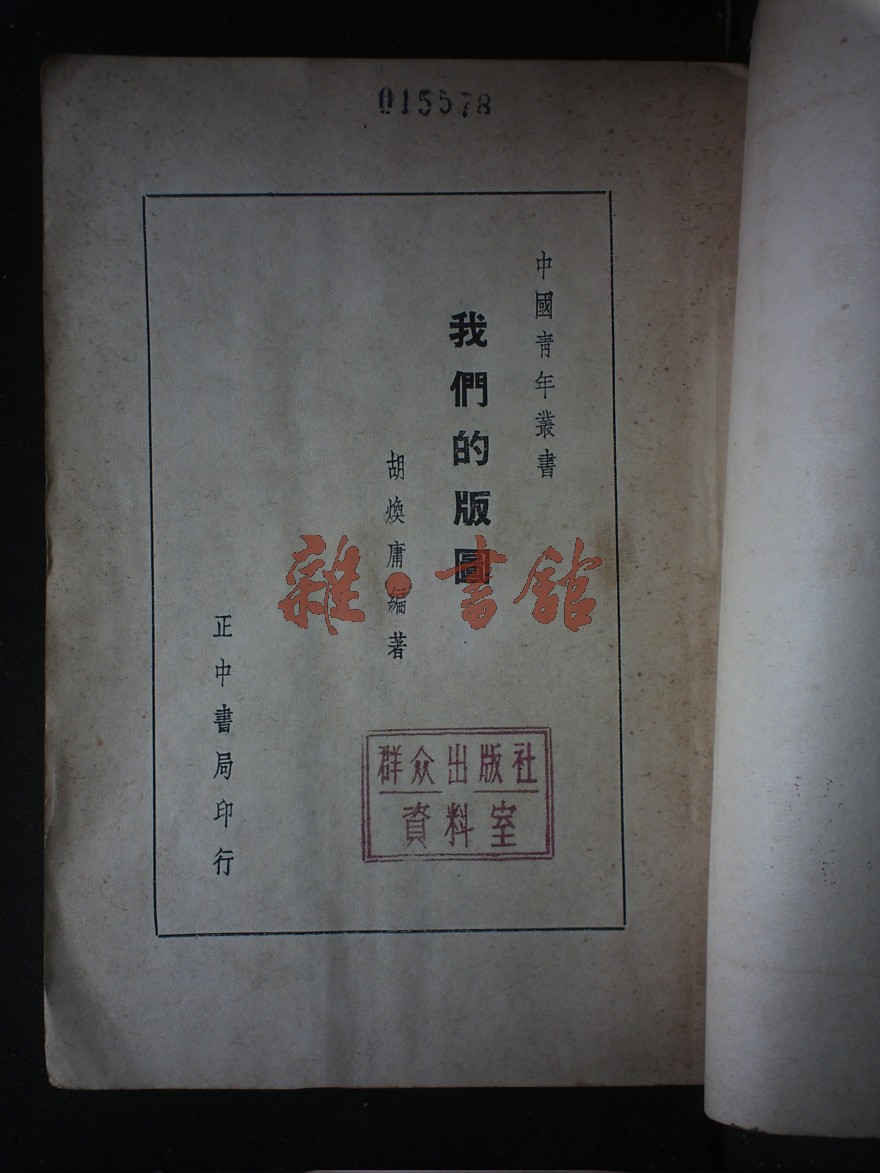 015578
中國青年叢書
我們的版圖
胡煥庸編著
正中書局印行
雜·書館
群众出版社
資料室